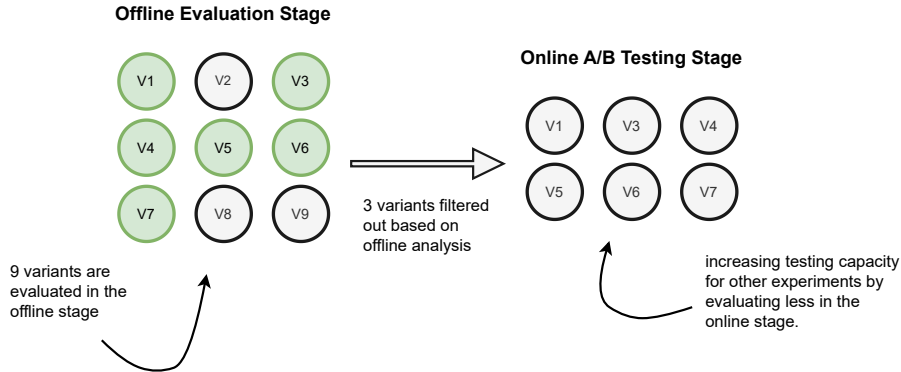 Offline Evaluation Stage
V1
V2
V3
V4
V5
V6
V7
V8
V9
9 variants are
evaluated in the
offline stage
3 variants filtered
out based on
offline analysis
Online A/B Testing Stage
V1
V3
V4
V5
V6
V7
increasing testing capacity
for other experiments by
evaluating less in the
online stage.